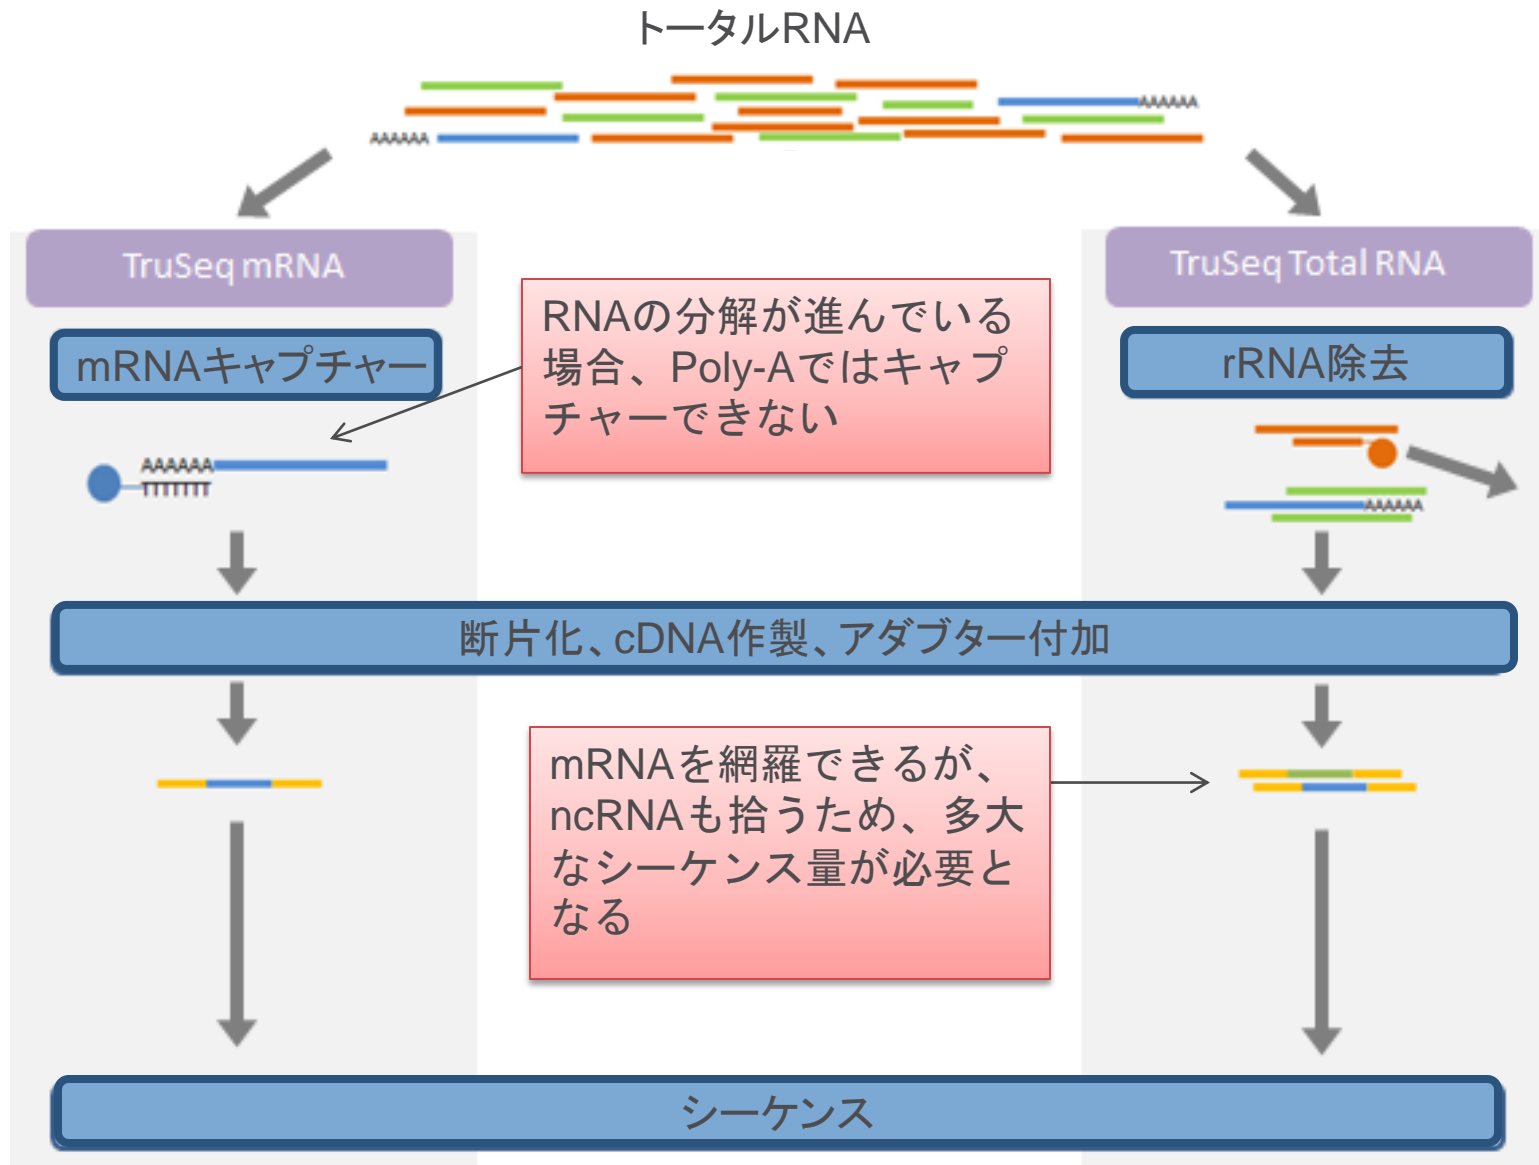 トータルRNA
AAAAAA
AAAAAA
TruSeq mRNA
TruSeq Total RNA
mRNAキャプチャー
RNAの分解が進んでいる
場合、Poly-Aではキャプ
チャーできない
rRNA除去
AAAAAA
TTTTTTT
AAAAAA
断片化、cDNA作製、アダブター付加
mRNAを網羅できるが、
ncRNAも拾うため、多大
なシーケンス量が必要と
なる
シーケンス